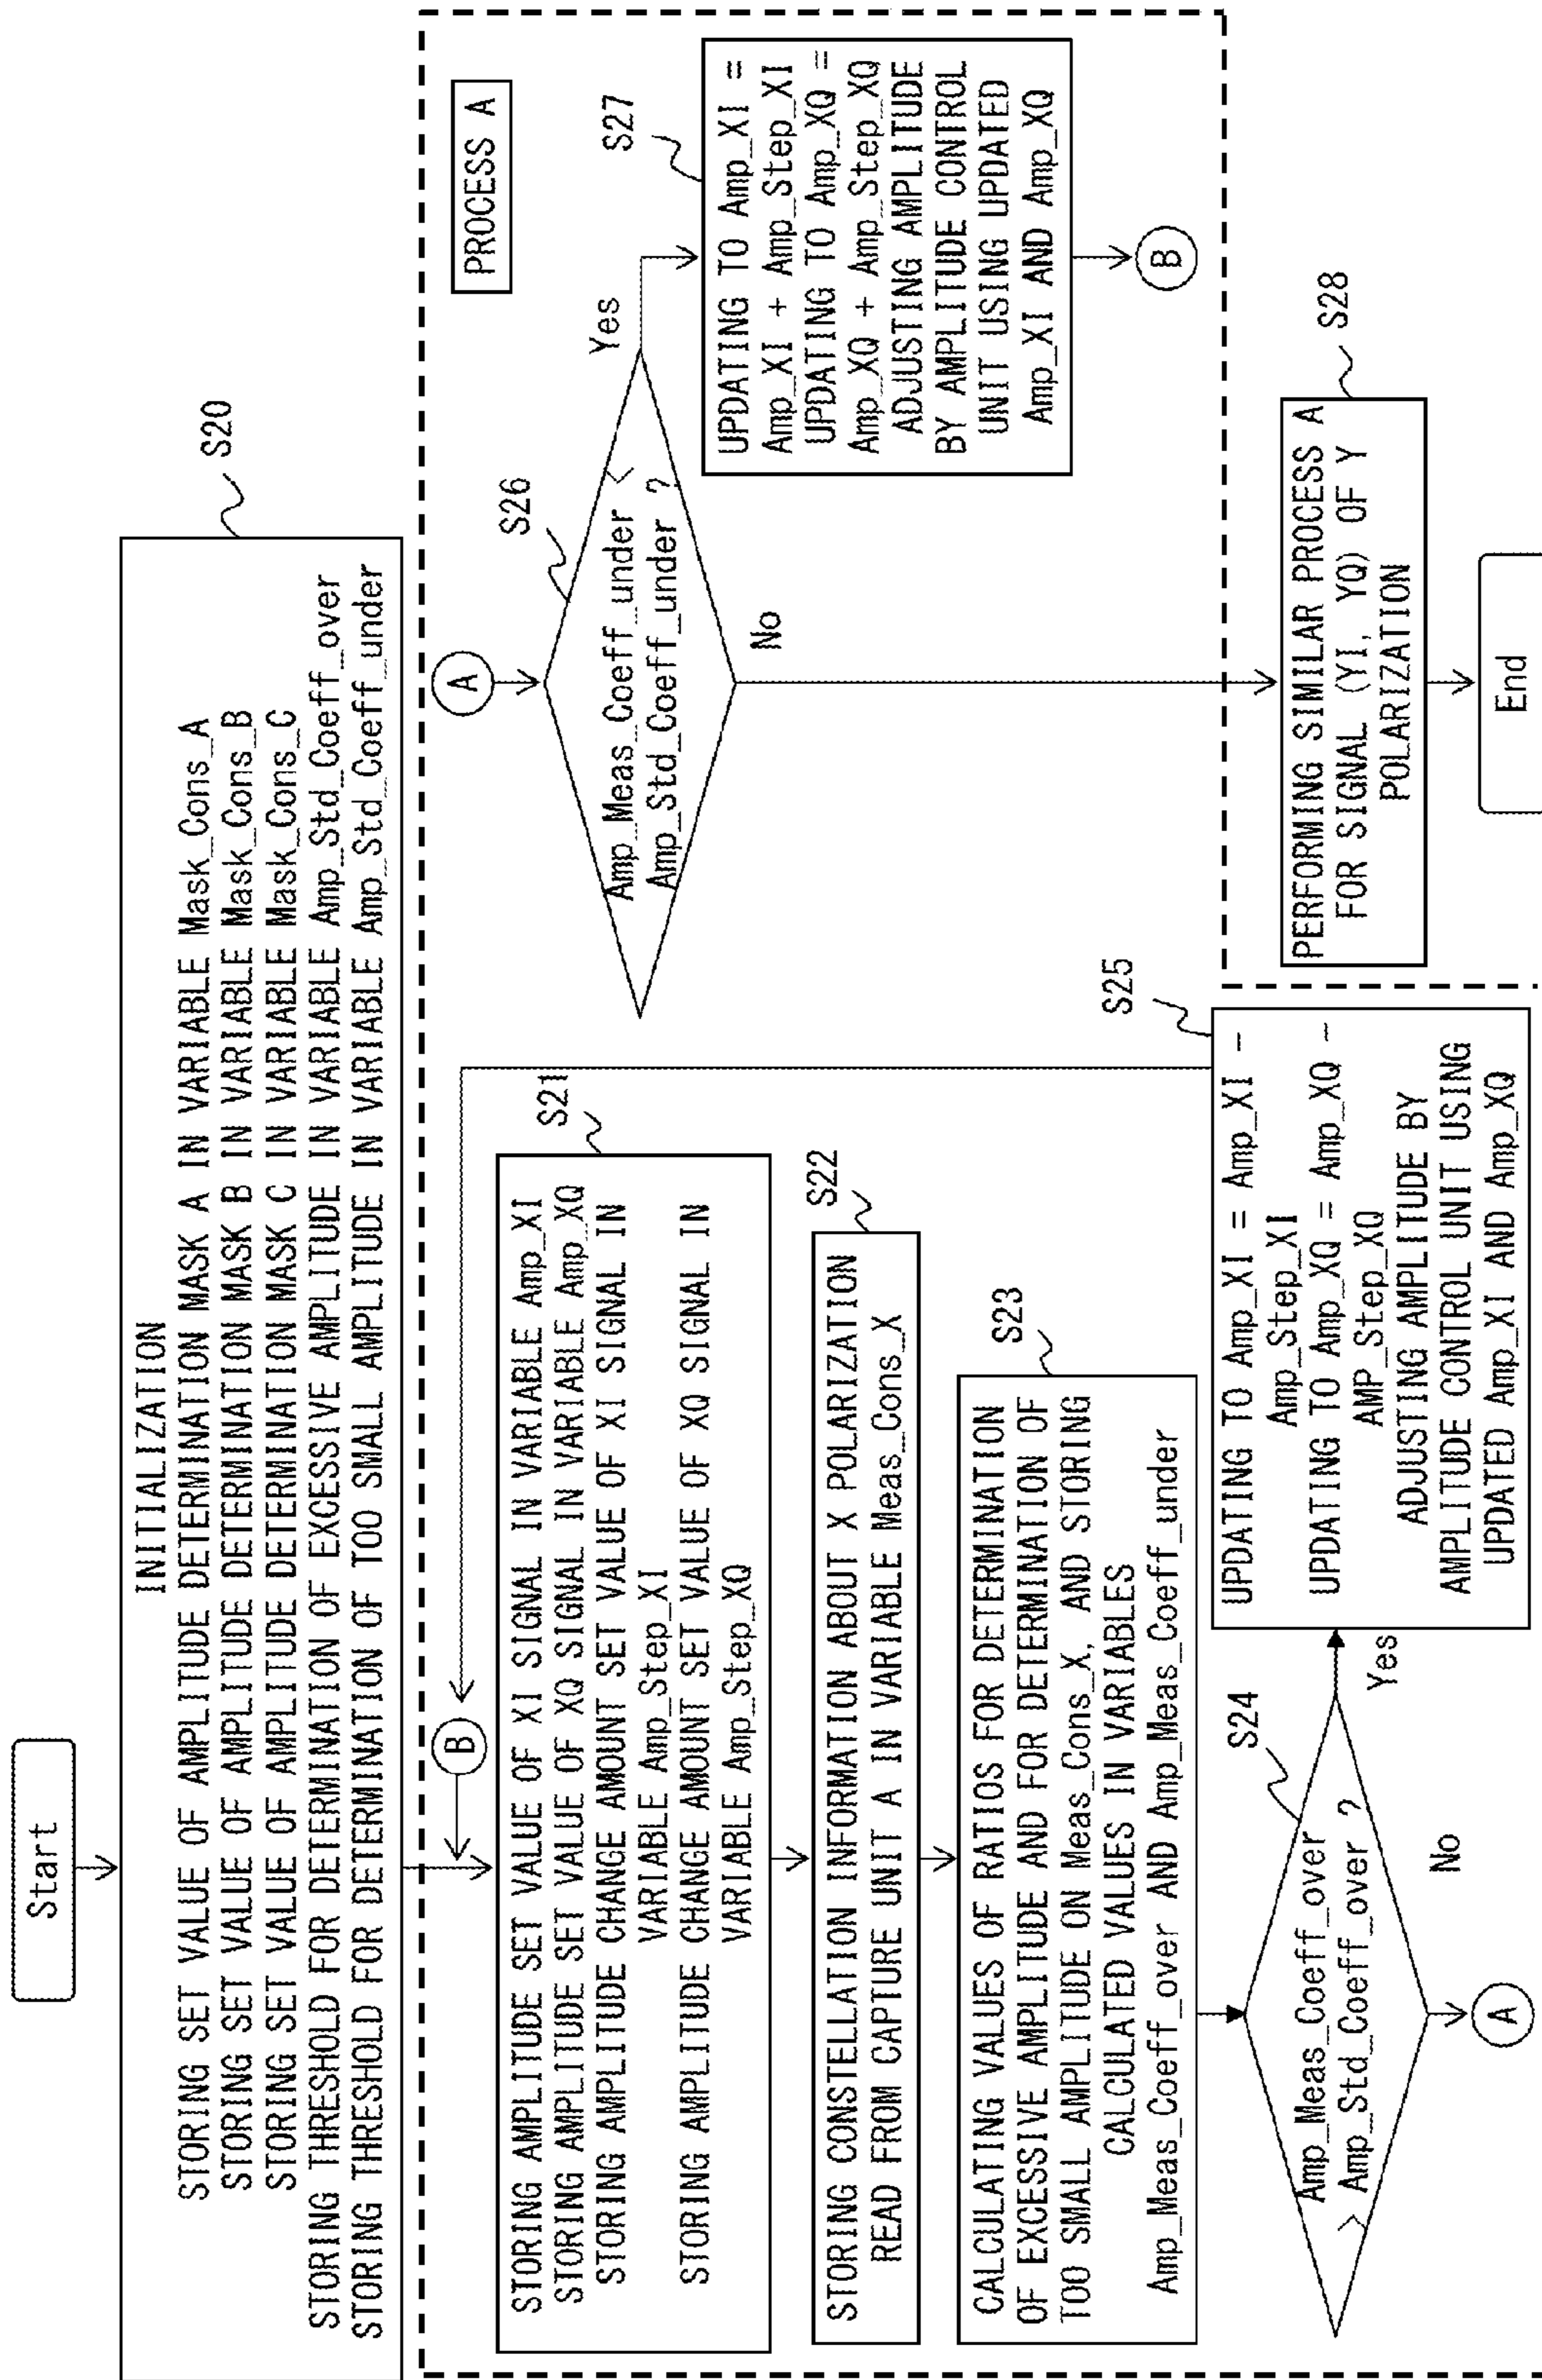 Start
S20
INITIALIZATION
STORING SET VALUE OF AMPLITUDE DETERMINATION MASK A IN VARIABLE Mask_Cons_A
STORING SET VALUE OF AMPLITUDE DETERMINATION MASK B IN VARIABLE Mask_Cons_B
STORING SET VALUE OF AMPLITUDE DETERMINATION MASK C IN VARIABLE Mask_Cons_C
STORING THRESHOLD FOR DETERMINATION OF EXCESSIVE AMPLITUDE IN VARIABLE Amp_Std_Coeff_over
STORING THRESHOLD FOR DETERMINATION OF TOO SMALL AMPLITUDE IN VARIABLE Amp_Std_Coeff_under
B
S21
STORING AMPLITUDE SET VALUE OF XI SIGNAL IN VARIABLE Amp_XI
STORING AMPLITUDE SET VALUE OF XQ SIGNAL IN VARIABLE Amp_XQ
STORING AMPLITUDE CHANGE AMOUNT SET VALUE OF XI SIGNAL IN
VARIABLE Amp_Step_XI
STORING AMPLITUDE CHANGE AMOUNT SET VALUE OF XQ SIGNAL IN
VARIABLE Amp_Step_XQ
S22
STORING CONSTELLATION INFORMATION ABOUT X POLARIZATION
READ FROM CAPTURE UNIT A IN VARIABLE Meas_Cons_X
S23
CALCULATING VALUES OF RATIOS FOR DETERMINATION
OF EXCESSIVE AMPLITUDE AND FOR DETERMINATION OF
TOO SMALL AMPLITUDE ON Meas_Cons_X, AND STORING
CALCULATED VALUES IN VARIABLES
Amp_Meas_Coeff_over AND Amp_Meas_Coeff_under
S24
Amp_Meas_Coeff_over
> Amp_Std_Coeff_over ?
Yes
No
A
S25
UPDATING TO Amp_XI = Amp_XI -
Amp_Step_XI
UPDATING TO Amp_XQ = Amp_XQ -
AMP_Step_XQ
ADJUSTING AMPLITUDE BY
AMPLITUDE CONTROL UNIT USING
UPDATED Amp_XI AND Amp_XQ
PROCESS A
A
S26
Amp_Meas_Coeff_under <
Amp_Std_Coeff_under ?
Yes
No
S27
UPDATING TO Amp_XI =
Amp_XI + Amp_Step_XI
UPDATING TO Amp_XQ =
Amp_XQ + Amp_Step_XQ
ADJUSTING AMPLITUDE
BY AMPLITUDE CONTROL
UNIT USING UPDATED
Amp_XI AND Amp_XQ
B
S28
PERFORMING SIMILAR PROCESS A
FOR SIGNAL (YI, YQ) OF Y
POLARIZATION
End